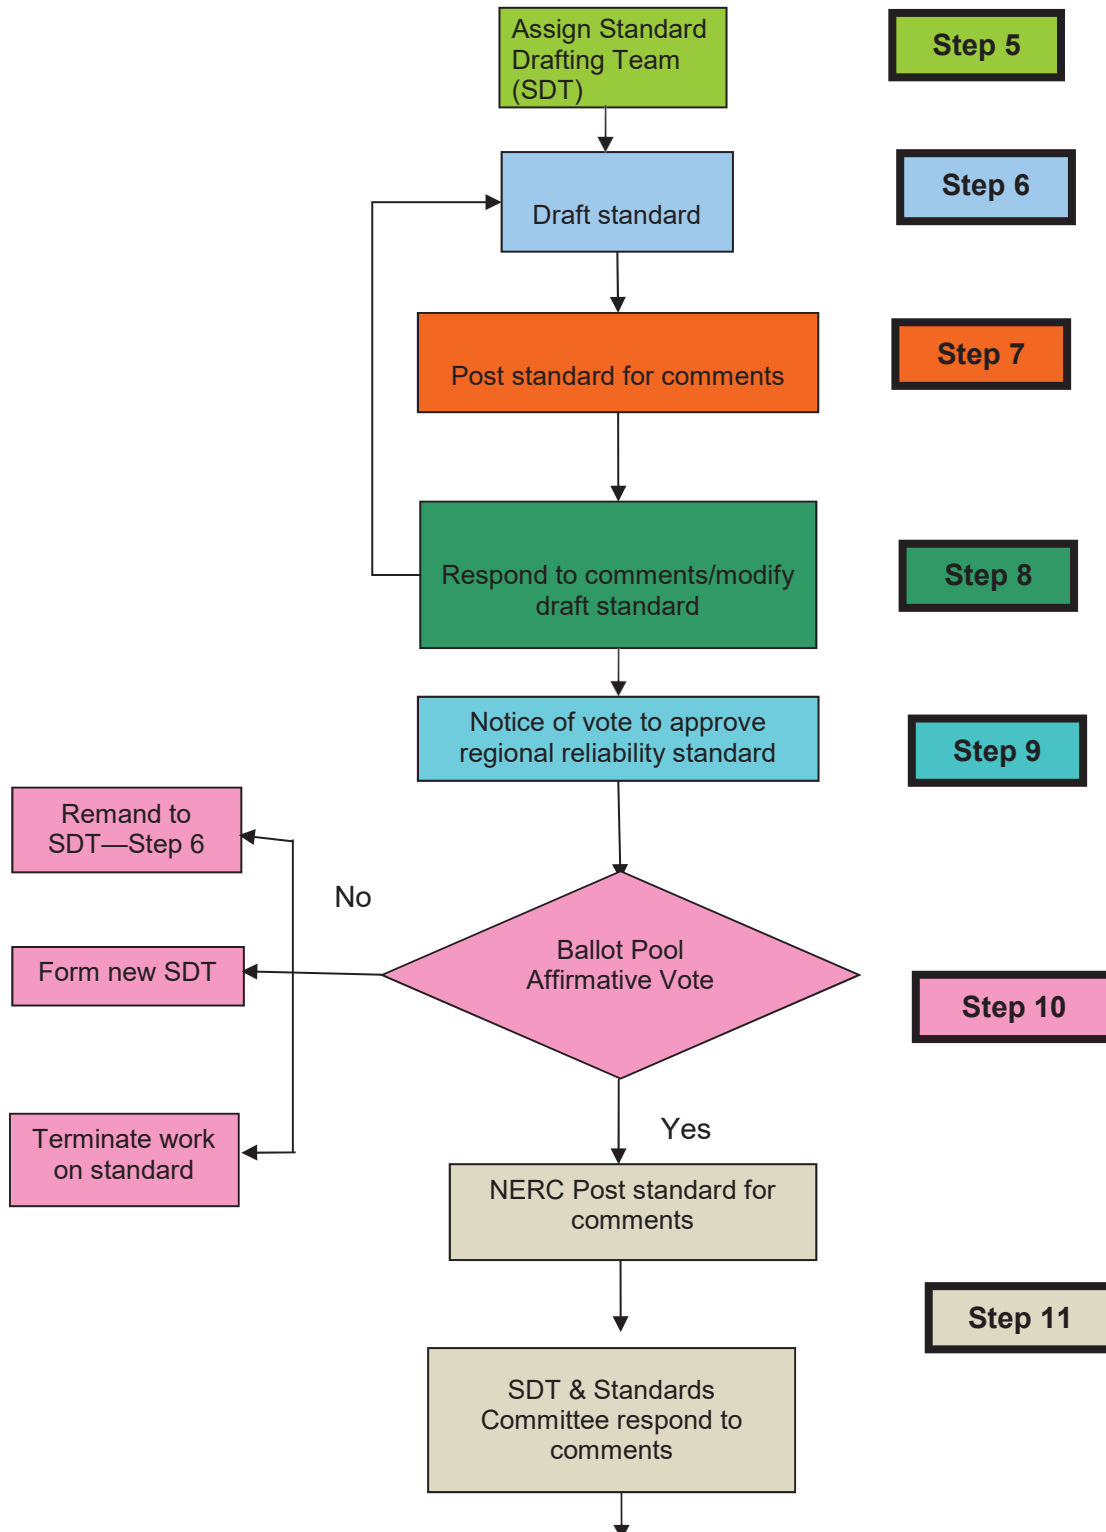 Assign Standard
Drafting Team
(SDT)
Step 5
Draft standard
Step 6
Post standard for comments
Step 7
Respond to comments/modify
draft standard
Step 8
Notice of vote to approve
regional reliability standard
Step 9
Remand to
SDT—Step 6
No
Form new SDT
Ballot Pool
Affirmative Vote
Step 10
Terminate work
on standard
Yes
NERC Post standard for
comments
Step 11
SDT & Standards
Committee respond to
comments